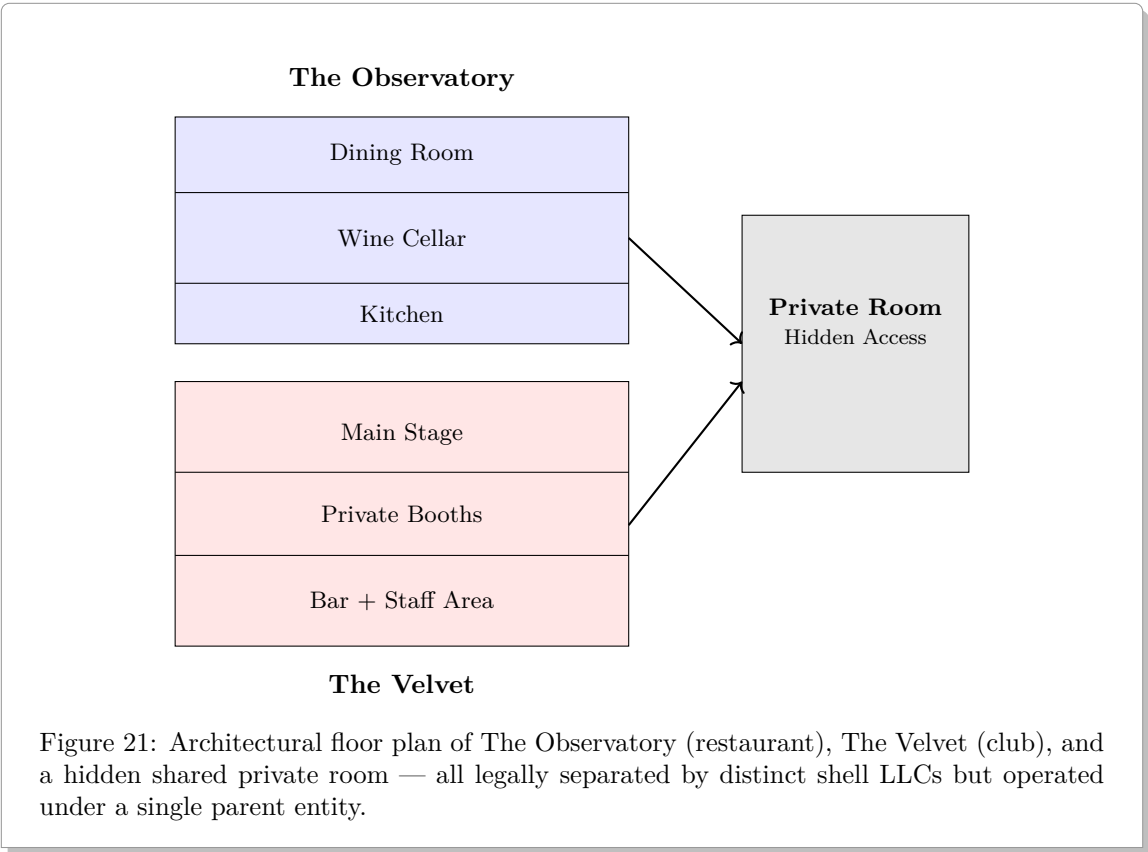 The Observatory
Dining Room
Wine Cellar
Kitchen
Private Room
Hidden Access
Main Stage
Private Booths
Bar + Staff Area
The Velvet
Figure 21: Architectural floor plan of The Observatory (restaurant), The Velvet (club), and
a hidden shared private room — all legally separated by distinct shell LLCs but operated
under a single parent entity.